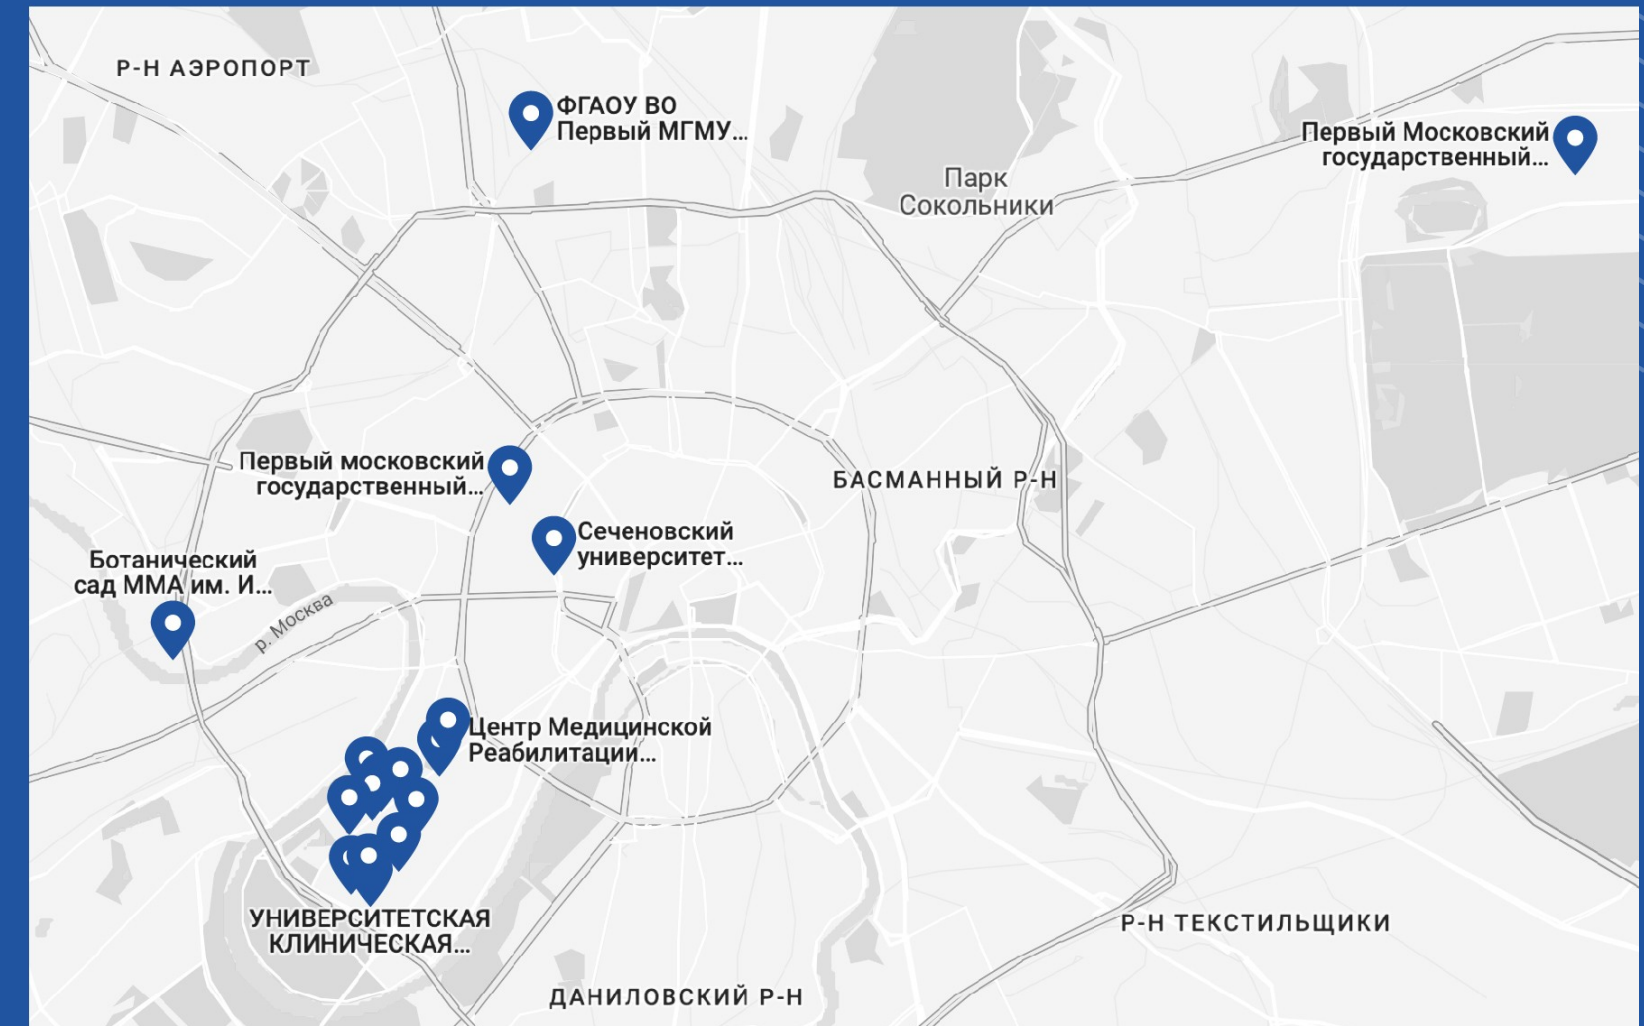 Р-Н АЭРОПОРТ
ФГАОУ ВО
Первый МГМУ...
Первый Московский
государственный...
Парк
Сокольники
Первый московский
государственный...
БАСМАННЫЙ Р-Н
Сеченовский
университет...
Ботанический
сад ММА им. И...
р. Москва
Центр Медицинской
Реабилитации...
УНИВЕРСИТЕТСКАЯ
КЛИНИЧЕСКАЯ...
Р-Н ТЕКСТИЛЬЩИКИ
ДАНИЛОВСКИЙ Р-Н